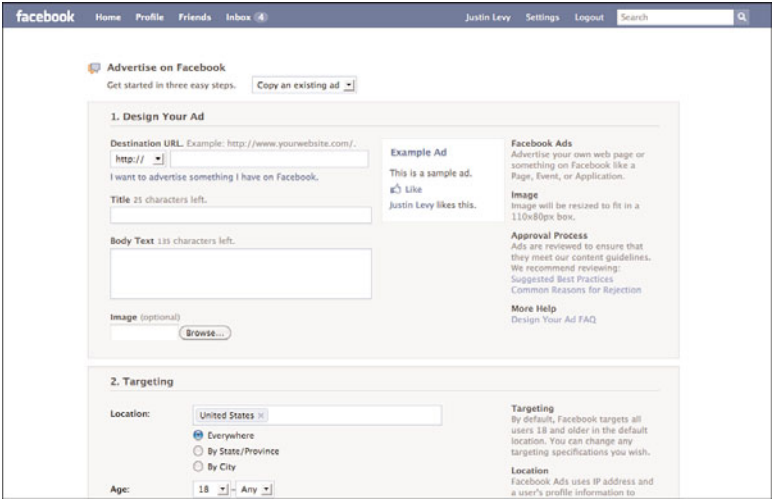 facebook Home Profile Friends Inbox 4 Justin Levy Settings Logout Search
Advertise on Facebook
Get started in three easy steps. Copy an existing ad
1. Design Your Ad
Destination URL. Example: http://www.yourwebsite.com/.
http://
I want to advertise something I have on Facebook.
Title 25 characters left.
Body Text 135 characters left.
Image (optional)
Browse...
Example Ad
This is a sample ad.
Like
Justin Levy likes this.
Facebook Ads
Advertise your own web page or
something on Facebook like a
Page, Event, or Application.
Image
Image will be resized to fit in a
110x80px box.
Approval Process
Ads are reviewed to ensure that
they meet our content guidelines.
We recommend reviewing:
Suggested Best Practices
Common Reasons for Rejection
More Help
Design Your Ad FAQ
2. Targeting
Location: United States ×
Everywhere
By State/Province
By City
Age: 18 – Any
Targeting
By default, Facebook targets all
users 18 and older in the default
location. You can change any
targeting specifications you wish.
Location
Facebook Ads uses IP address and
a user's profile information to